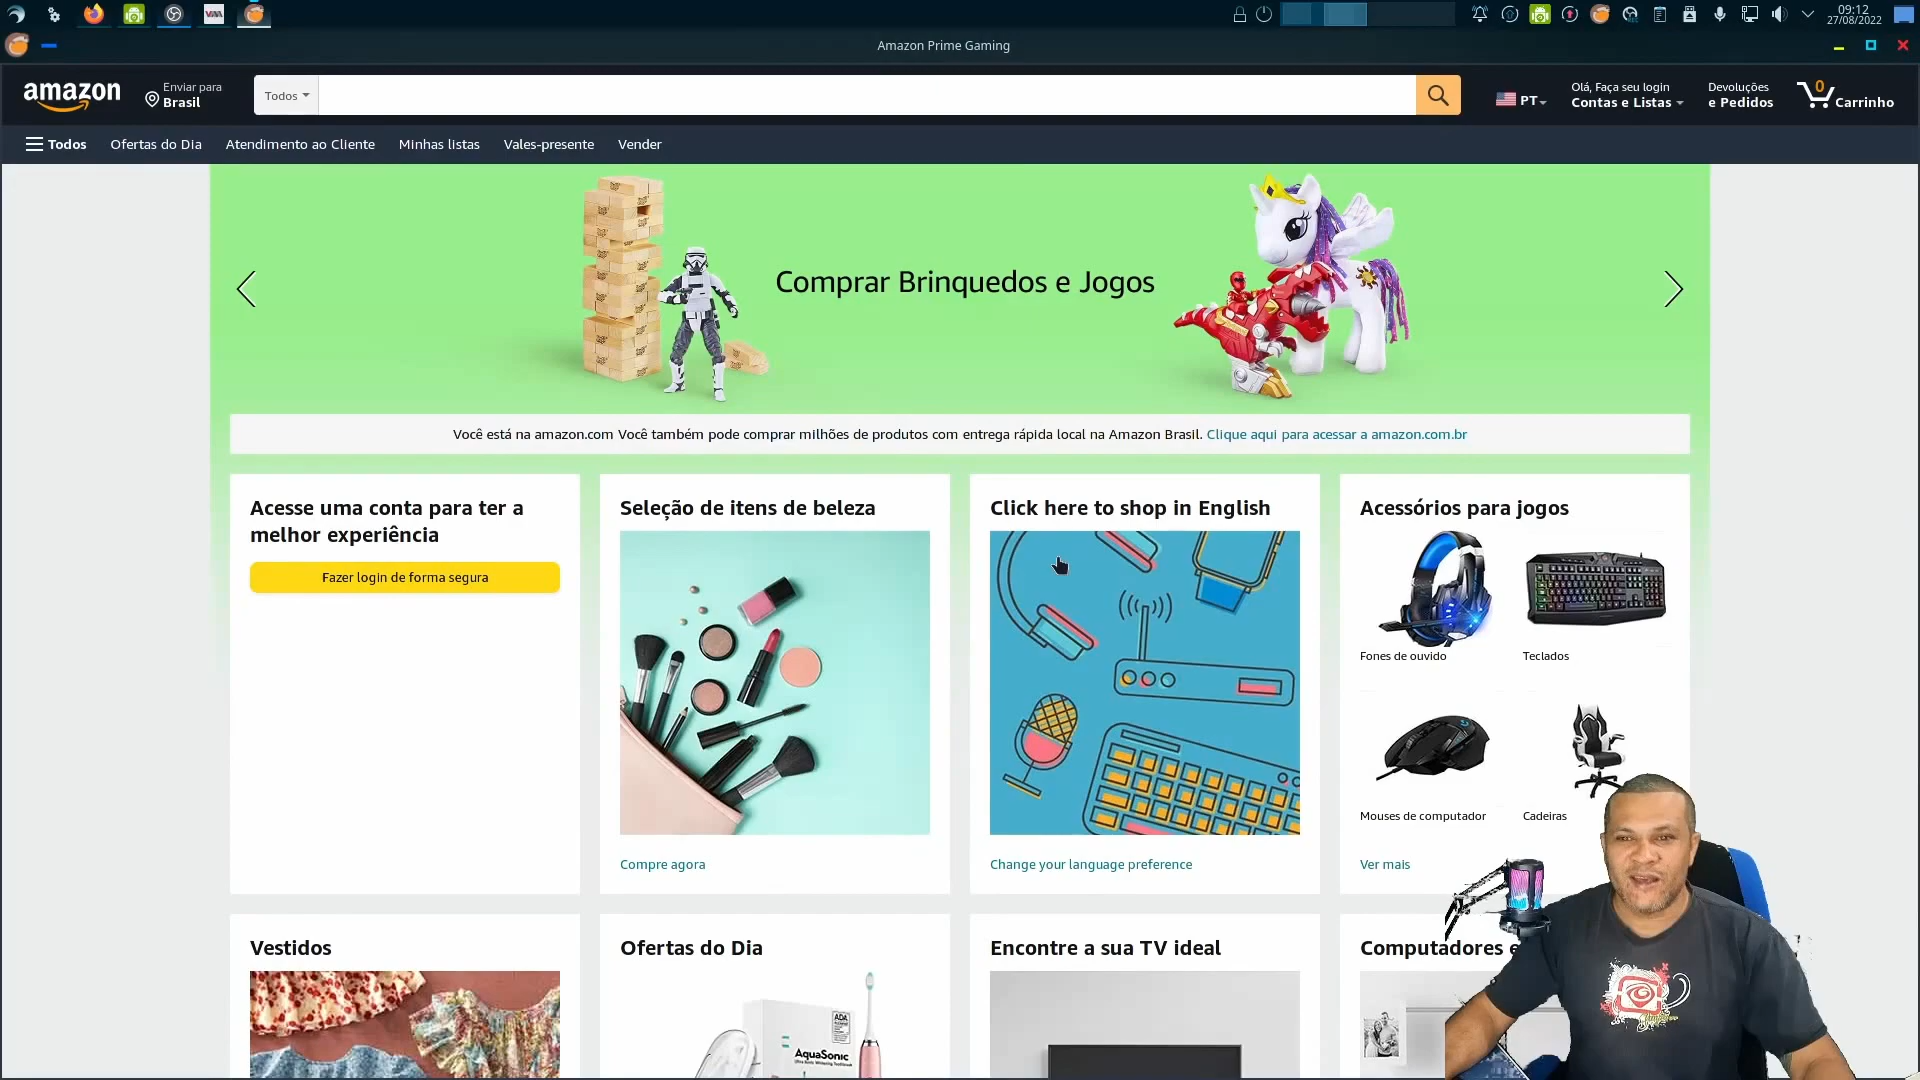 09:12
27/08/2022
Amazon Prime Gaming
amazon
Enviar para
Brasil
Todos
PT
Olá, Faça seu login
Contas e Listas
Devoluções
e Pedidos
0
Carrinho
Todos
Ofertas do Dia
Atendimento ao Cliente
Minhas listas
Vales-presente
Vender
Comprar Brinquedos e Jogos
Você está na amazon.com Você também pode comprar milhões de produtos com entrega rápida local na Amazon Brasil. Clique aqui para acessar a amazon.com.br
Acesse uma conta para ter a
melhor experiência
Fazer login de forma segura
Seleção de itens de beleza
Compre agora
Click here to shop in English
Change your language preference
Acessórios para jogos
Fones de ouvido
Teclados
Mouses de computador
Cadeiras
Ver mais
Vestidos
Ofertas do Dia
ADA
AquaSonic
Encontre a sua TV ideal
Computadores e